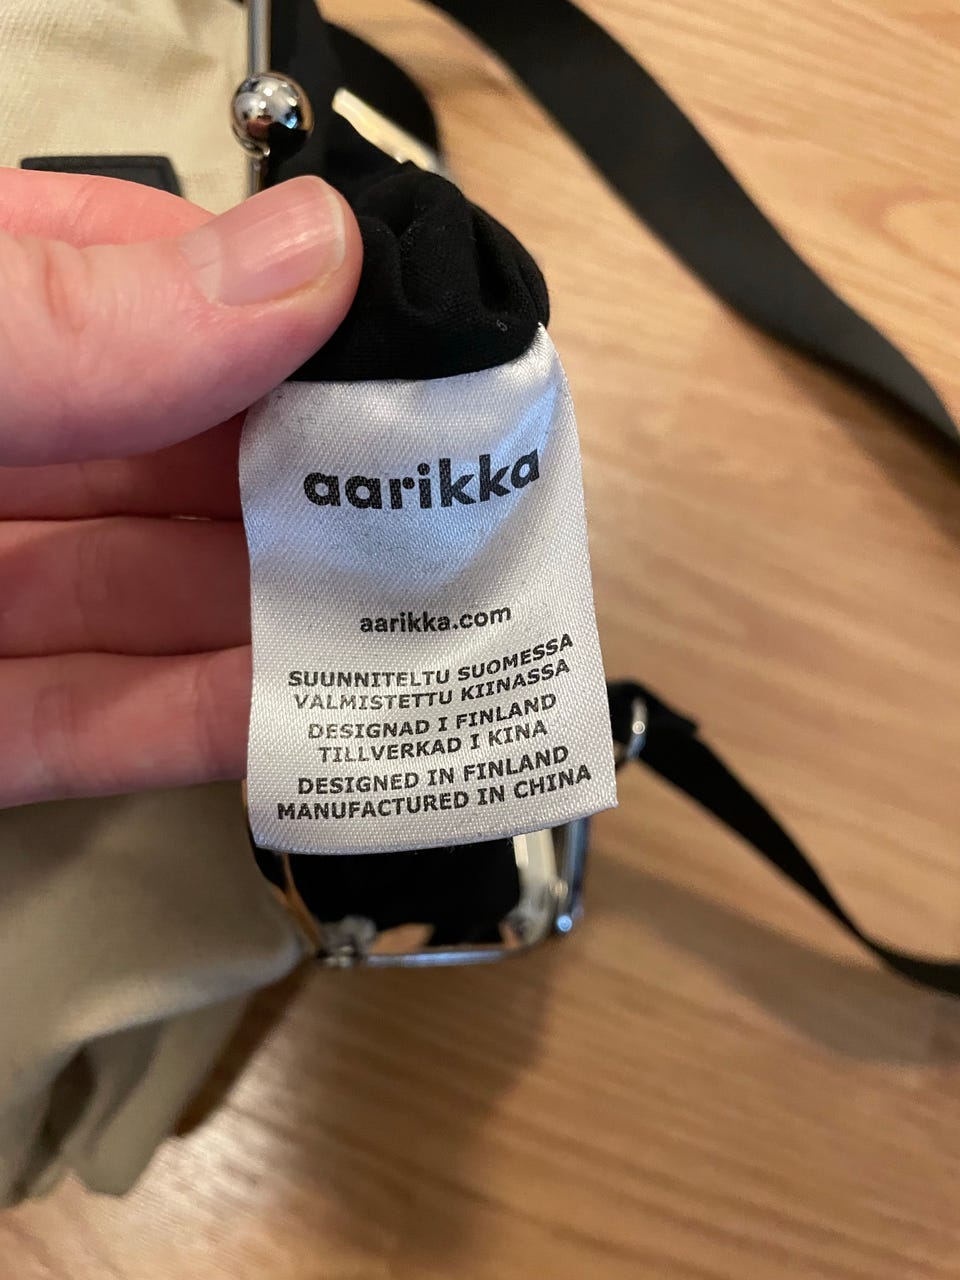 aarikka
aarikka.com
SUUNNITELTU SUOMESSA
VALMISTETTU KIINASSA
DESIGNAD I FINLAND
TILLVERKAD I KINA
DESIGNED IN FINLAND
MANUFACTURED IN CHINA